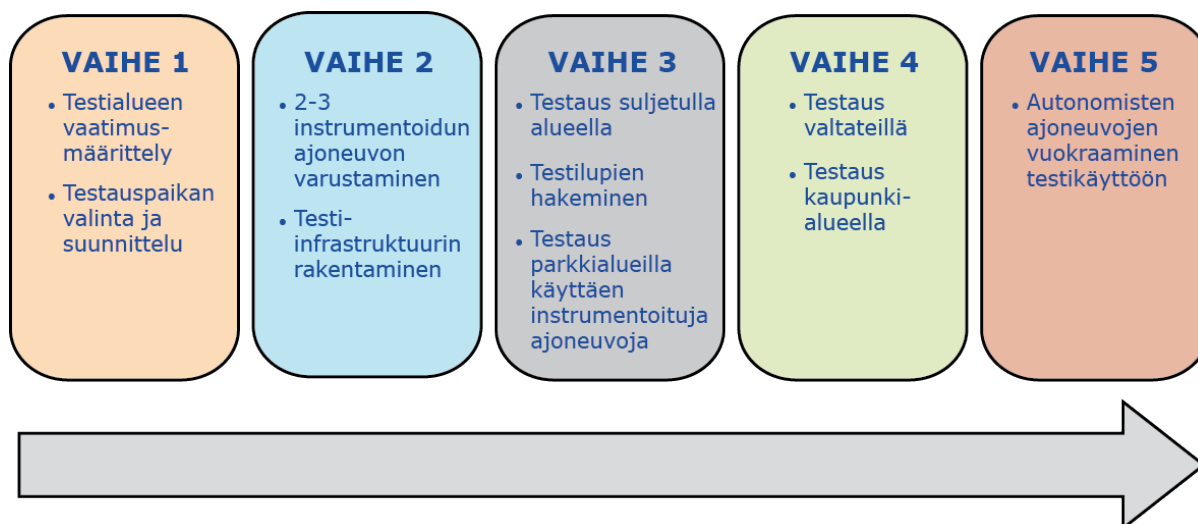 VAIHE 1
• Testialueen
vaatimus-
määrittely
• Testauspaikan
valinta ja
suunnittelu
VAIHE 2
• 2-3
instrumentoidun
ajoneuvon
varustaminen
• Testi-
infrastruktuurin
rakentaminen
VAIHE 3
• Testaus suljetulla
alueella
• Testilupien
hakeminen
• Testaus
parkkialueilla
käyttäen
instrumentoituja
ajoneuvoja
VAIHE 4
• Testaus
valtateillä
• Testaus
kaupunki-
alueella
VAIHE 5
• Autonomisten
ajoneuvojen
vuokraaminen
testikäyttöön